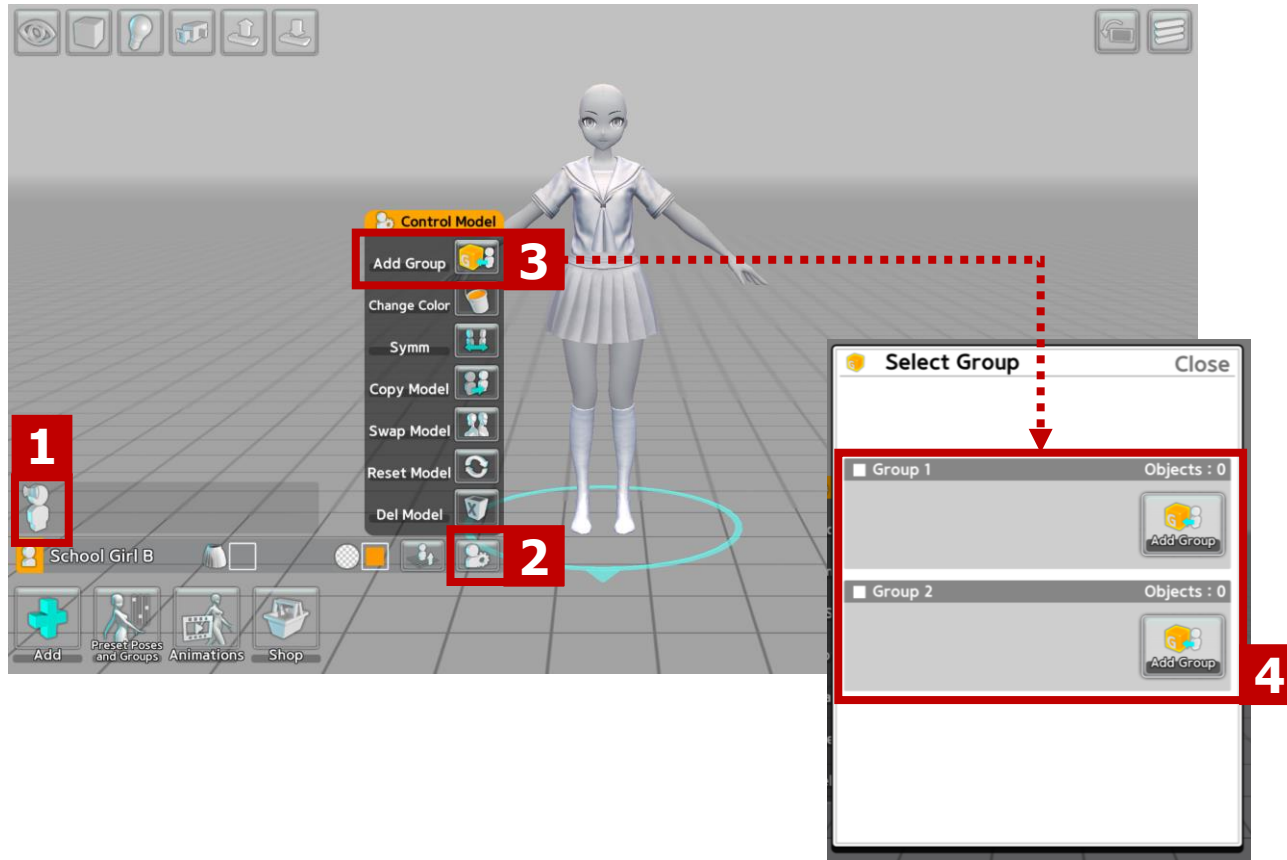 Control Model
Add Group
3
Change Color
Symm
Copy Model
Swap Model
Reset Model
Del Model
1
School Girl B
2
Add
Preset Poses
and Groups
Animations
Shop
Select Group
Close
Group 1
Objects : 0
Add Group
Group 2
Objects : 0
Add Group
4